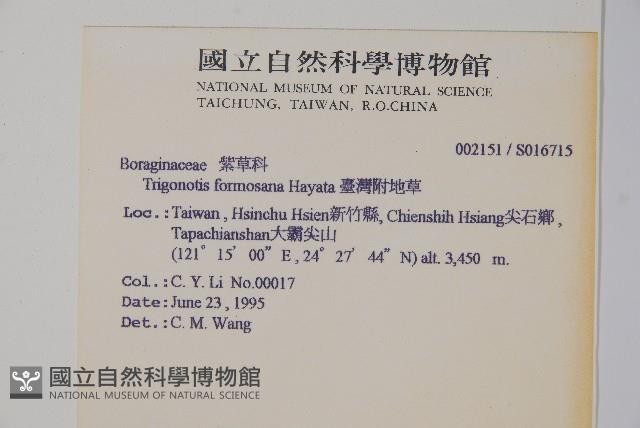 國立自然科學博物館
NATIONAL MUSEUM OF NATURAL SCIENCE
TAICHUNG, TAIWAN, R.O.CHINA
002151 / S016715
Boraginaceae 紫草科
Trigonotis formosana Hayata 臺灣附地草
Loc.: Taiwan , Hsinchu Hsien新竹縣, Chienshih Hsiang尖石鄉 ,
Tapachianshan大霸尖山
(121° 15′ 00” E , 24° 27′ 44” N) alt. 3,450 m.
Col.: C. Y. Li No.00017
Date: June 23 , 1995
Det.: C. M. Wang
國立自然科學博物館
NATIONAL MUSEUM OF NATURAL SCIENCE